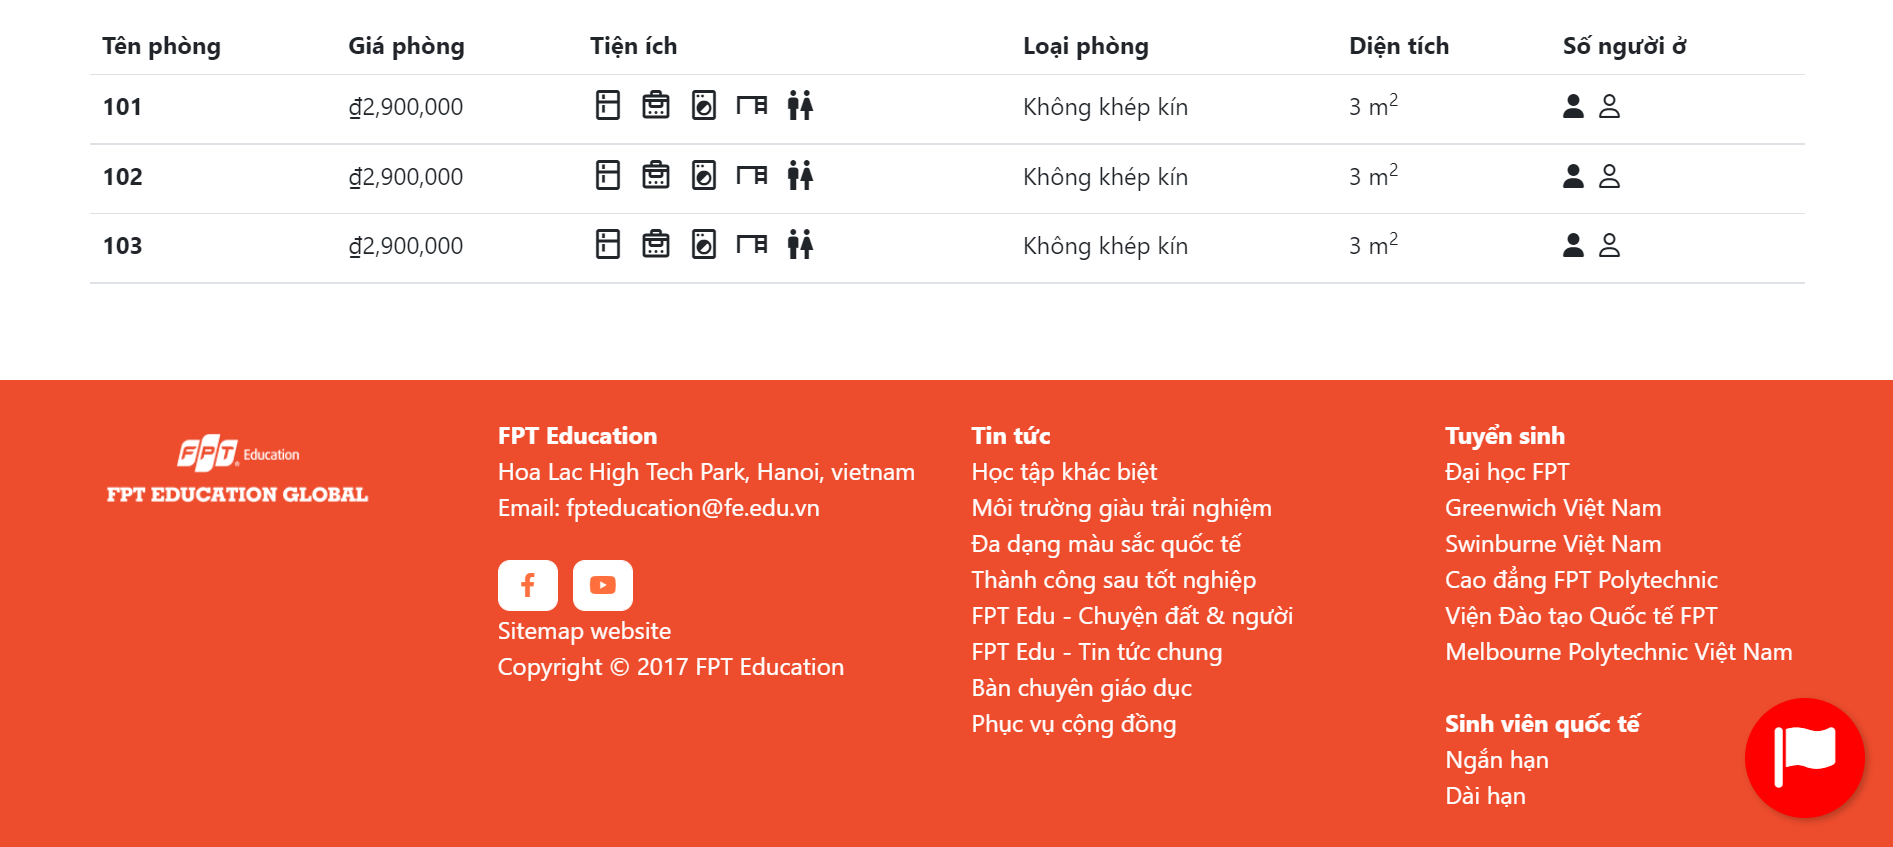 Tên phòng Giá phòng Tiện ích Loại phòng Diện tích Số người ở
101 ₫2,900,000 Không khép kín 3 m²
102 ₫2,900,000 Không khép kín 3 m²
103 ₫2,900,000 Không khép kín 3 m²
FPT Education
FPT EDUCATION GLOBAL
FPT Education
Hoa Lac High Tech Park, Hanoi, vietnam
Email: fpteducation@fe.edu.vn
Sitemap website
Copyright © 2017 FPT Education
Tin tức
Học tập khác biệt
Môi trường giàu trải nghiệm
Đa dạng màu sắc quốc tế
Thành công sau tốt nghiệp
FPT Edu - Chuyện đất & người
FPT Edu - Tin tức chung
Bàn chuyên giáo dục
Phục vụ cộng đồng
Tuyển sinh
Đại học FPT
Greenwich Việt Nam
Swinburne Việt Nam
Cao đẳng FPT Polytechnic
Viện Đào tạo Quốc tế FPT
Melbourne Polytechnic Việt Nam
Sinh viên quốc tế
Ngắn hạn
Dài hạn